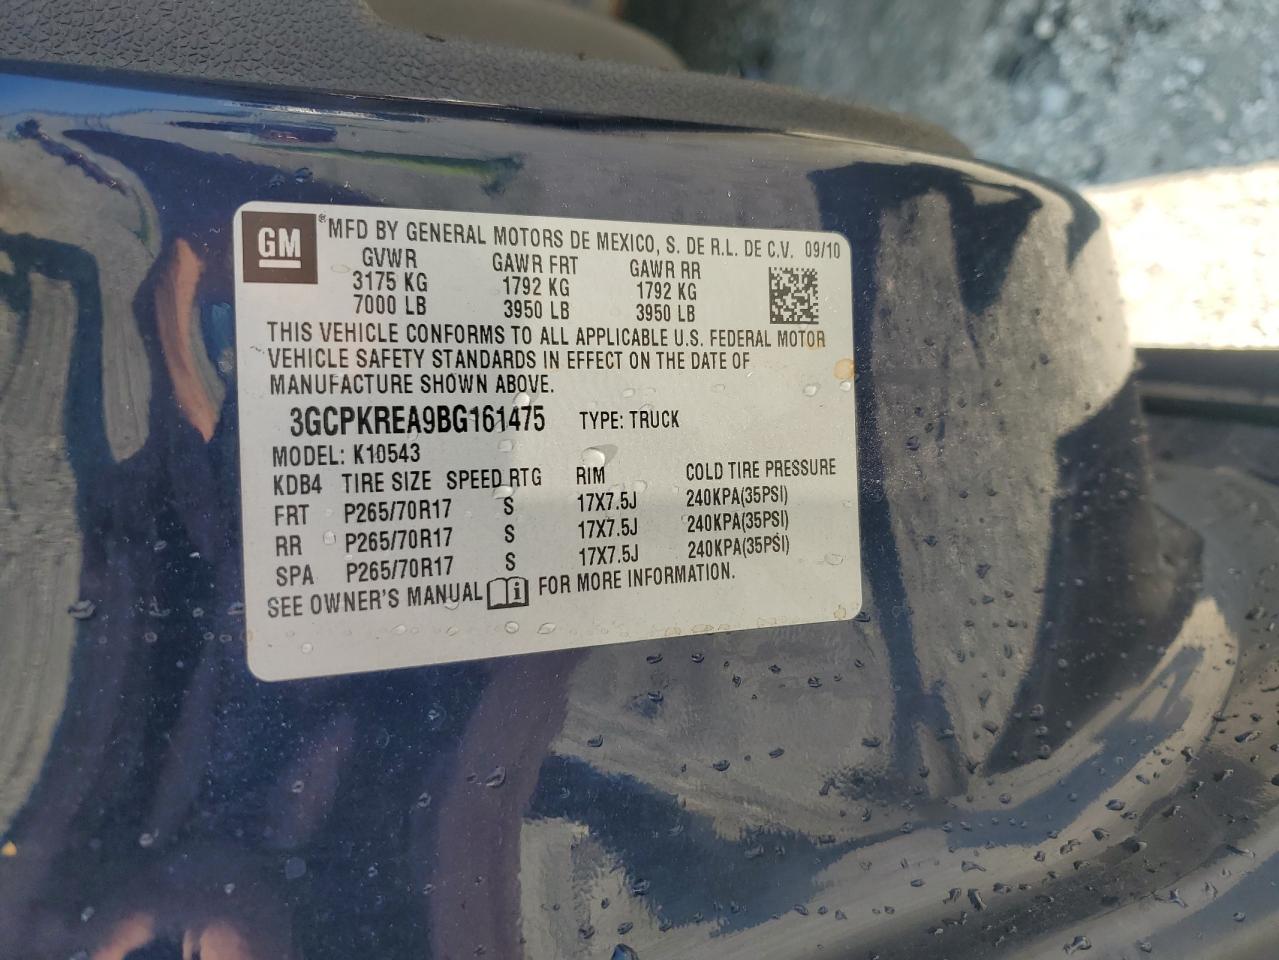 GM ® MFD BY GENERAL MOTORS DE MEXICO, S. DE R.L. DE C.V. 09/10
GVWR GAWR FRT GAWR RR
3175 KG 1792 KG 1792 KG
7000 LB 3950 LB 3950 LB
THIS VEHICLE CONFORMS TO ALL APPLICABLE U.S. FEDERAL MOTOR
VEHICLE SAFETY STANDARDS IN EFFECT ON THE DATE OF
MANUFACTURE SHOWN ABOVE.
3GCPKREA9BG161475 TYPE: TRUCK
MODEL: K10543
KDB4 TIRE SIZE SPEED RTG RIM COLD TIRE PRESSURE
FRT P265/70R17 S 17X7.5J 240KPA(35PSI)
RR P265/70R17 S 17X7.5J 240KPA(35PSI)
SPA P265/70R17 S 17X7.5J 240KPA(35PSI)
SEE OWNER'S MANUAL i FOR MORE INFORMATION.